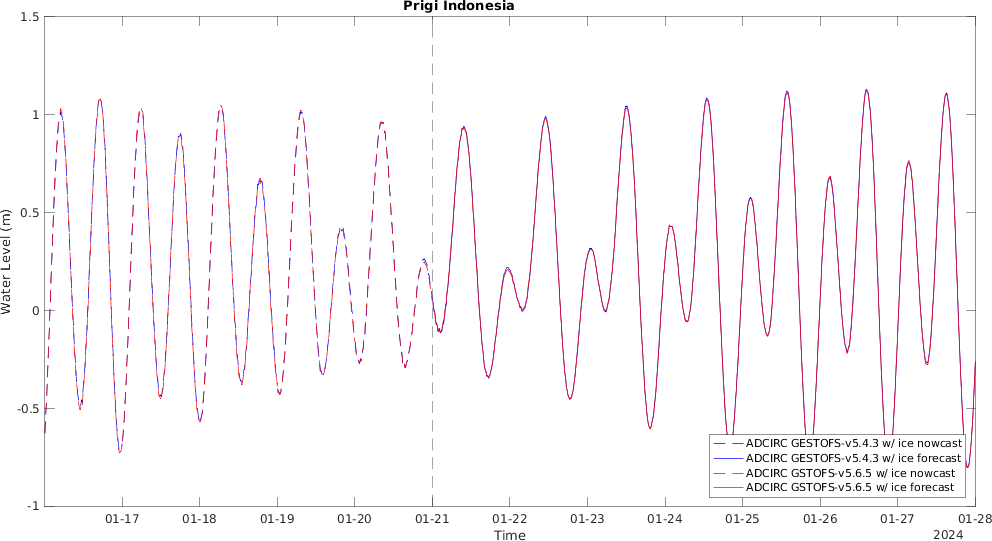 Prigi Indonesia
1.5
1
0.5
0
-0.5
-1
Water Level (m)
ADCIRC GESTOFS-v5.4.3 w/ ice nowcast
ADCIRC GESTOFS-v5.4.3 w/ ice forecast
ADCIRC GSTOFS-v5.6.5 w/ ice nowcast
ADCIRC GSTOFS-v5.6.5 w/ ice forecast
01-17 01-18 01-19 01-20 01-21 01-22 01-23 01-24 01-25 01-26 01-27 01-28
Time
2024